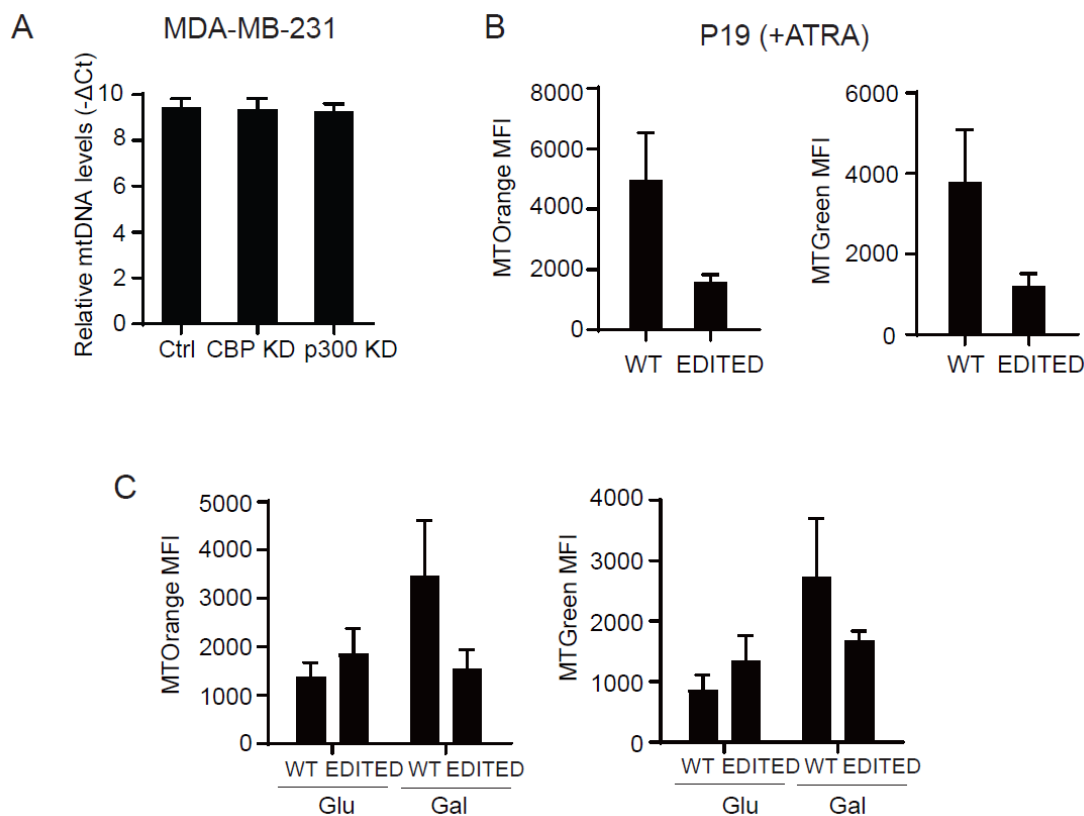 A
MDA-MB-231
Relative mtDNA levels (-ΔCt)
10
8
6
4
2
0
Ctrl CBP KD p300 KD
B
P19 (+ATRA)
MTOrange MFI
8000
6000
4000
2000
0
WT EDITED
MTGreen MFI
6000
4000
2000
0
WT EDITED
C
MTOrange MFI
5000
4000
3000
2000
1000
0
WT EDITED WT EDITED
Glu Gal
MTGreen MFI
4000
3000
2000
1000
0
WT EDITED WT EDITED
Glu Gal